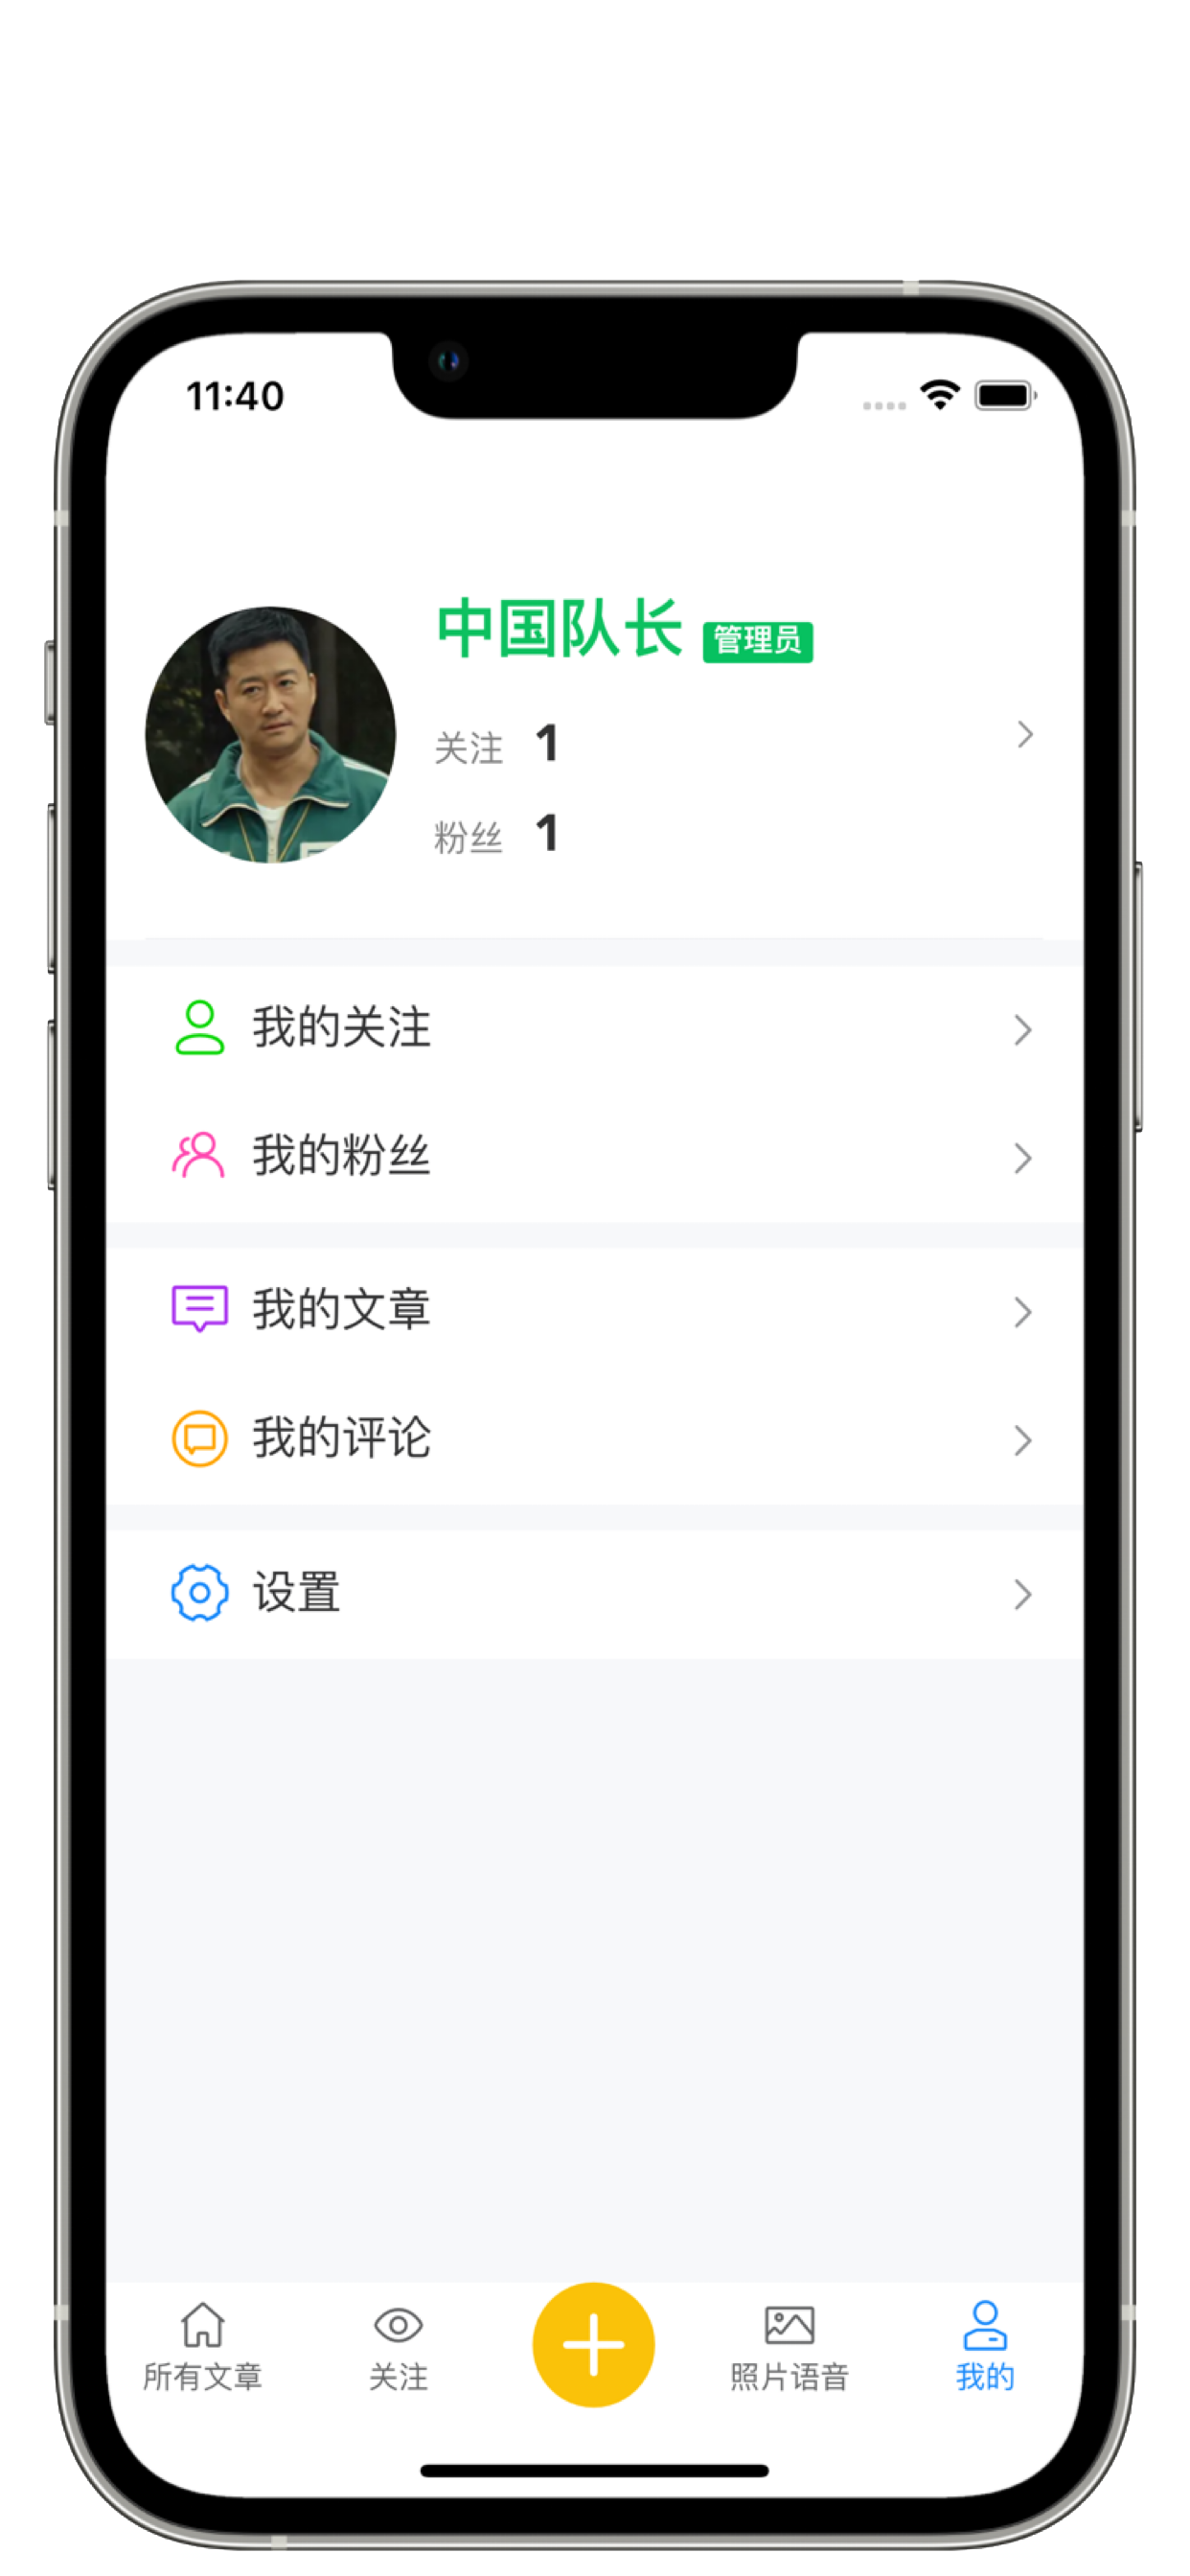 11:40
中国队长 管理员
关注 1
粉丝 1
我的关注
我的粉丝
我的文章
我的评论
设置
所有文章 关注 照片语音 我的